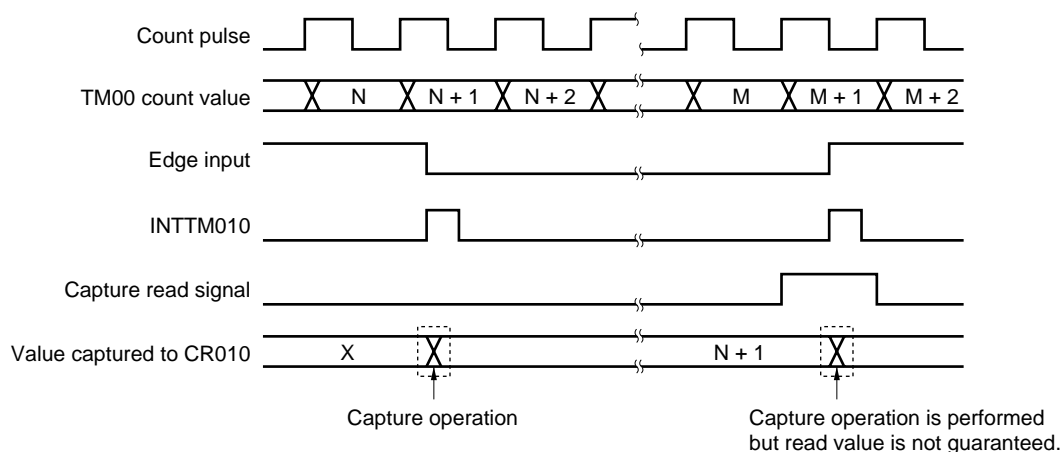 Count pulse
TM00 count value
N
N + 1
N + 2
M
M + 1
M + 2
Edge input
INTTM010
Capture read signal
Value captured to CR010
X
N + 1
Capture operation
Capture operation is performed
but read value is not guaranteed.